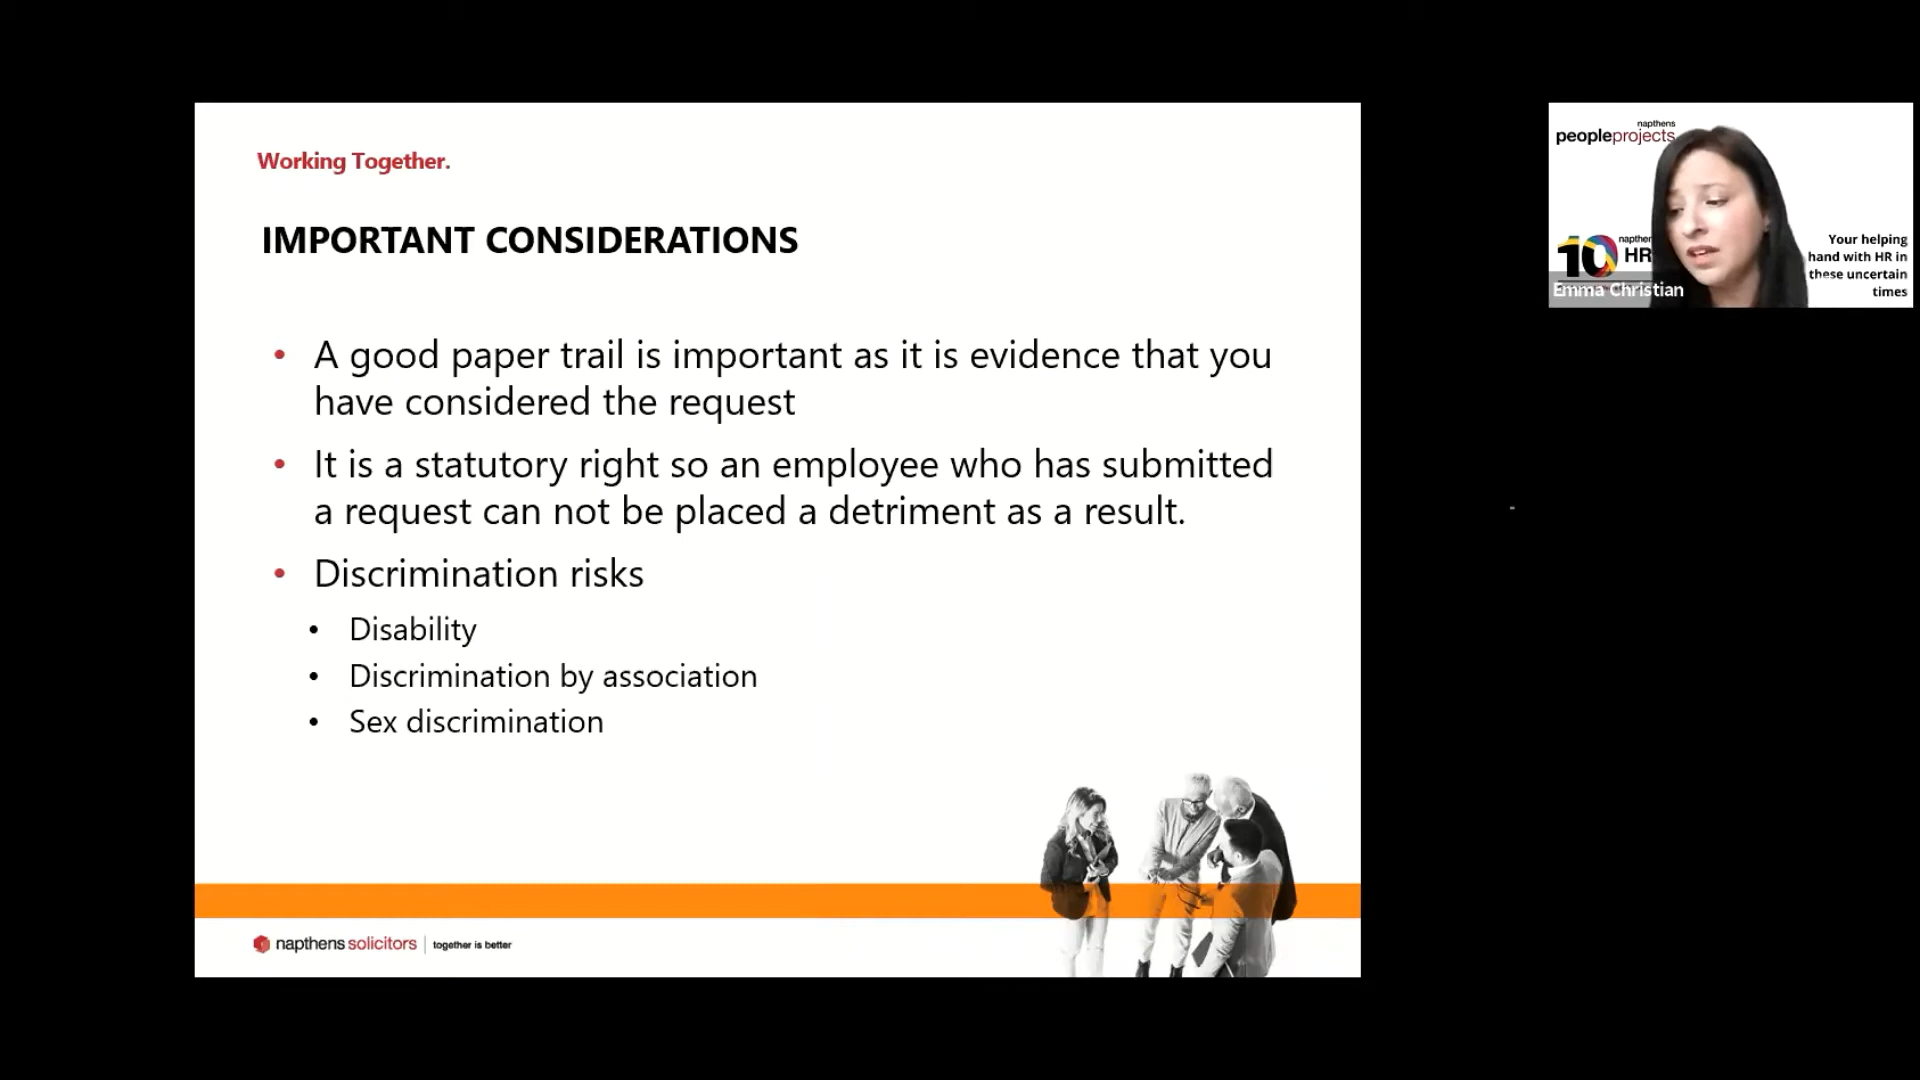 Working Together.
IMPORTANT CONSIDERATIONS
• A good paper trail is important as it is evidence that you
have considered the request
• It is a statutory right so an employee who has submitted
a request can not be placed a detriment as a result.
• Discrimination risks
• Disability
• Discrimination by association
• Sex discrimination
napthens solicitors | together is better
napthens
peopleprojects
10
HR
Your helping
hand with HR in
these uncertain
times
Emma Christian